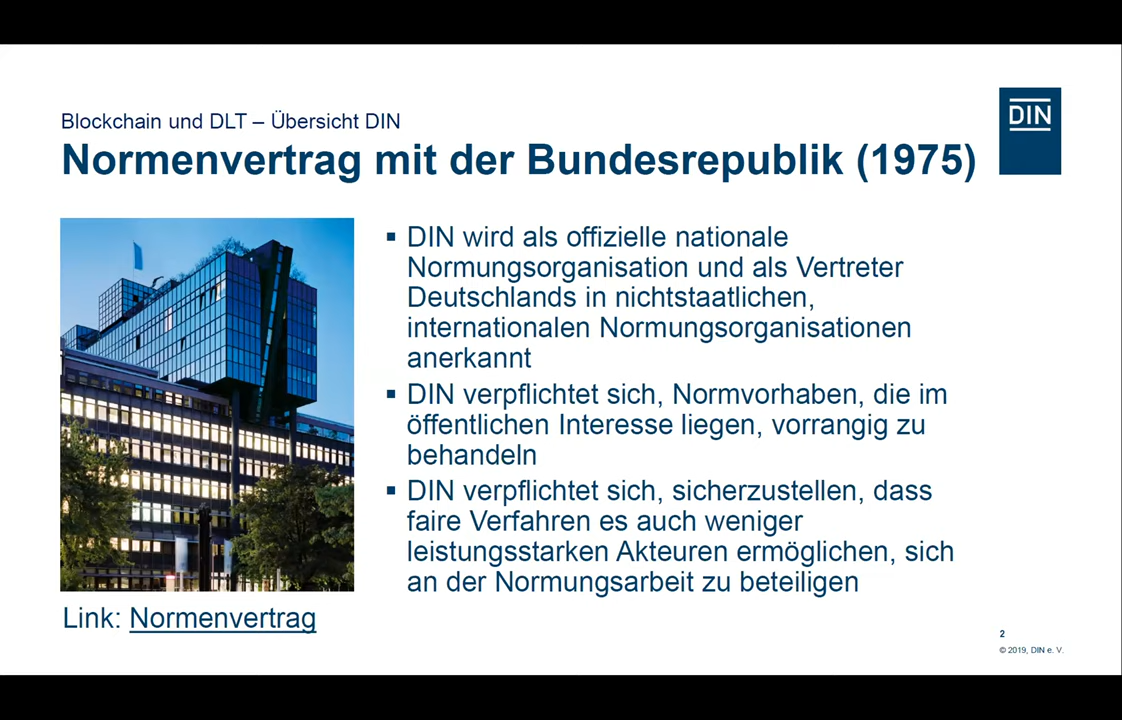 Blockchain und DLT – Übersicht DIN
Normenvertrag mit der Bundesrepublik (1975)
DIN
▪ DIN wird als offizielle nationale
Normungsorganisation und als Vertreter
Deutschlands in nichtstaatlichen,
internationalen Normungsorganisationen
anerkannt
▪ DIN verpflichtet sich, Normvorhaben, die im
öffentlichen Interesse liegen, vorrangig zu
behandeln
▪ DIN verpflichtet sich, sicherzustellen, dass
faire Verfahren es auch weniger
leistungsstarken Akteuren ermöglichen, sich
an der Normungsarbeit zu beteiligen
Link: Normenvertrag
2
© 2019, DIN e. V.